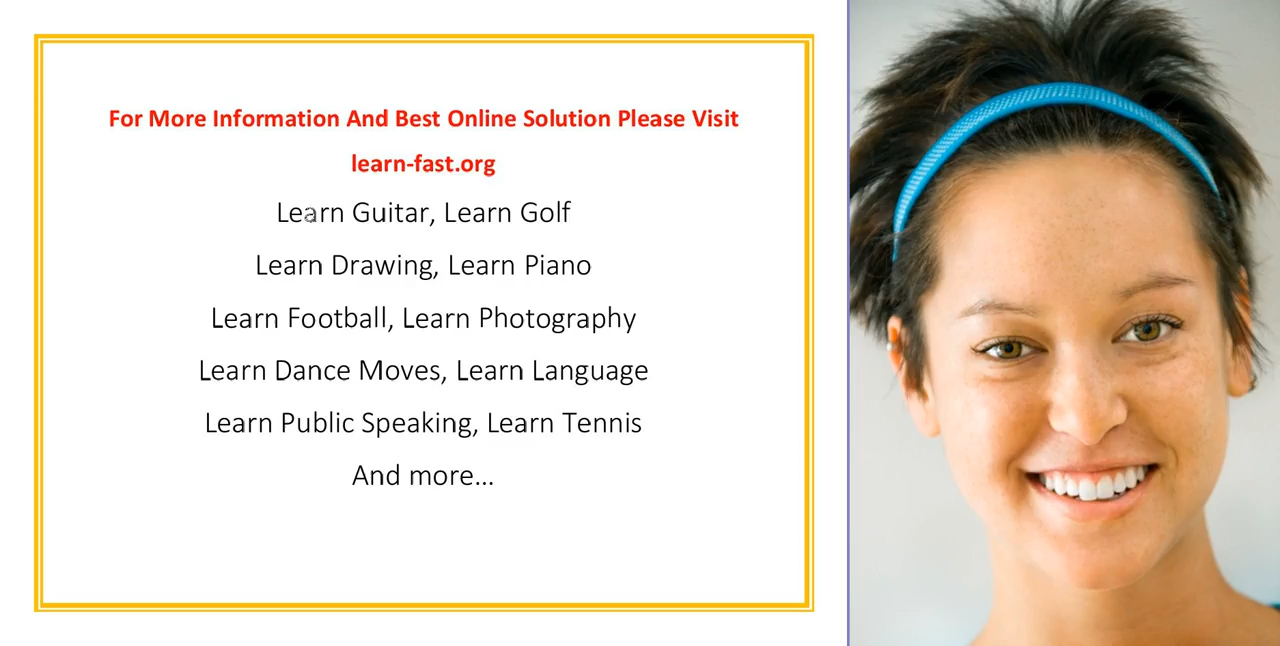 For More Information And Best Online Solution Please Visit
learn-fast.org
Learn Guitar, Learn Golf
Learn Drawing, Learn Piano
Learn Football, Learn Photography
Learn Dance Moves, Learn Language
Learn Public Speaking, Learn Tennis
And more...